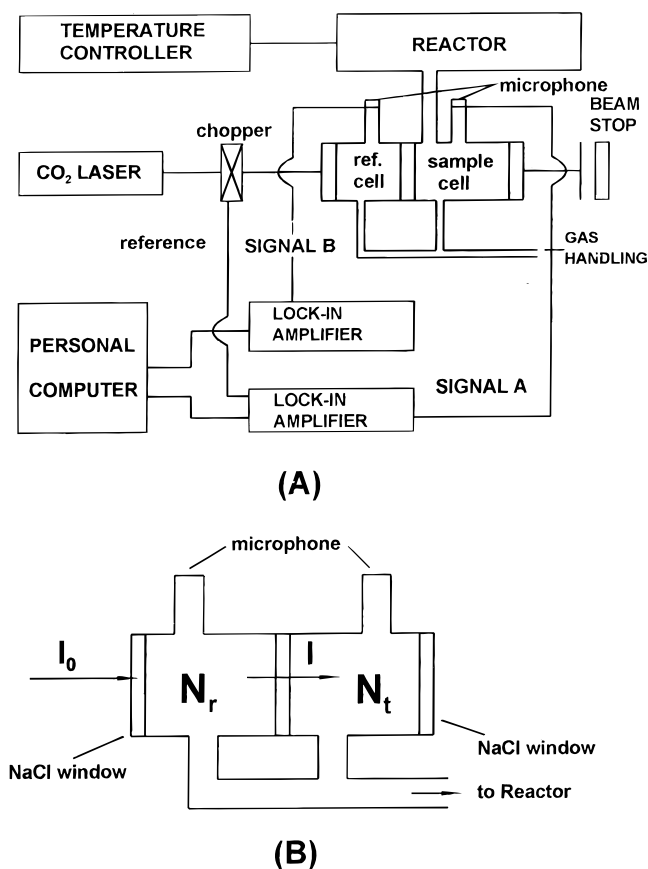 TEMPERATURE
CONTROLLER
REACTOR
microphone
BEAM
STOP
chopper
CO₂ LASER
ref.
cell
sample
cell
reference
SIGNAL B
GAS
HANDLING
PERSONAL
COMPUTER
LOCK-IN
AMPLIFIER
SIGNAL A
LOCK-IN
AMPLIFIER
(A)
microphone
I₀
I
Nᵣ
Nₜ
NaCl window
NaCl window
to Reactor
(B)